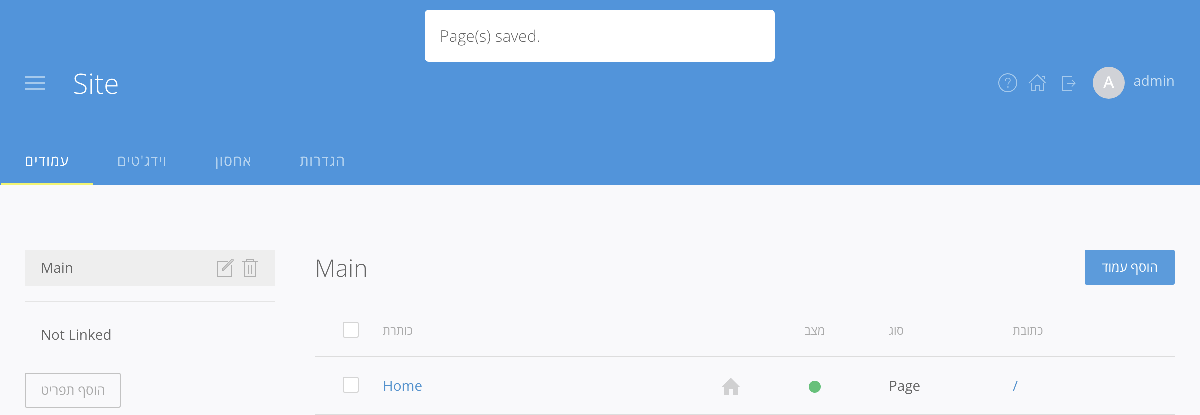 Page(s) saved.
Site
A admin
עמודים וידג'טים אחסון הגדרות
Main
Main
הוסף עמוד
Not Linked
כותרת מצב סוג כתובת
הוסף תפריט
Home Page /